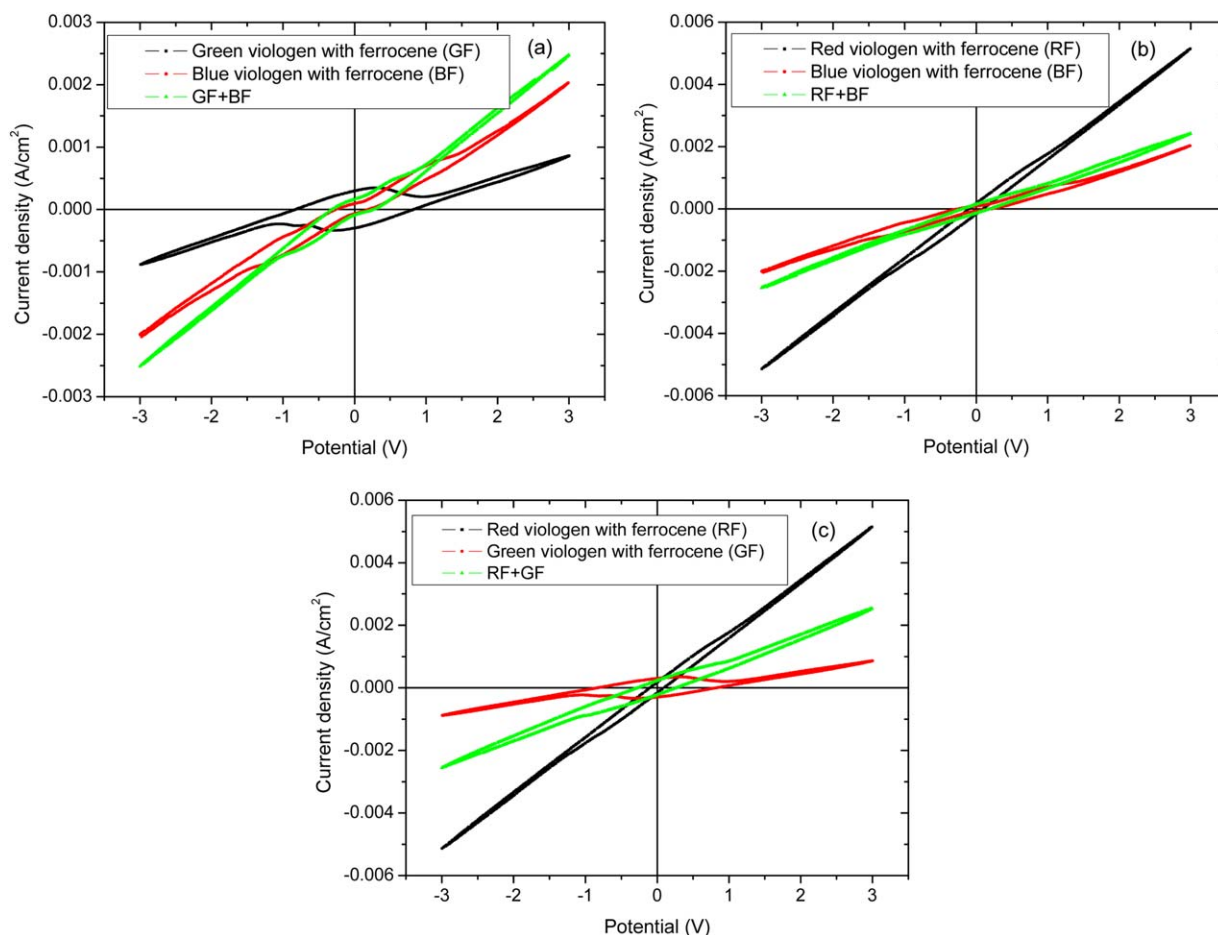 (a)
Green viologen with ferrocene (GF)
Blue viologen with ferrocene (BF)
GF+BF
0.003
0.002
0.001
0.000
-0.001
-0.002
-0.003
Current density (A/cm²)
-3 -2 -1 0 1 2 3
Potential (V)
(b)
Red viologen with ferrocene (RF)
Blue viologen with ferrocene (BF)
RF+BF
0.006
0.004
0.002
0.000
-0.002
-0.004
-0.006
Current density (A/cm²)
-3 -2 -1 0 1 2 3
Potential (V)
(c)
Red viologen with ferrocene (RF)
Green viologen with ferrocene (GF)
RF+GF
0.006
0.004
0.002
0.000
-0.002
-0.004
-0.006
Current density (A/cm²)
-3 -2 -1 0 1 2 3
Potential (V)